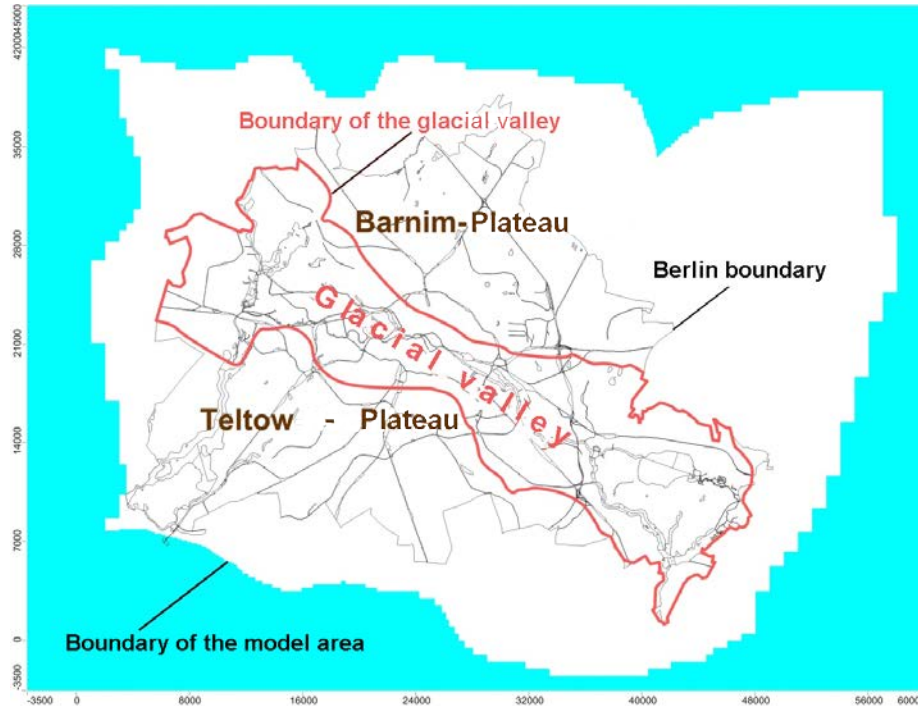 42000 45000
Boundary of the glacial valley
35000
Barnim-Plateau
28000
Berlin boundary
Glacial valley
21000
Teltow - Plateau
14000
7000
Boundary of the model area
0
-3500
-3500 0 8000 16000 24000 32000 40000 48000 56000 6000